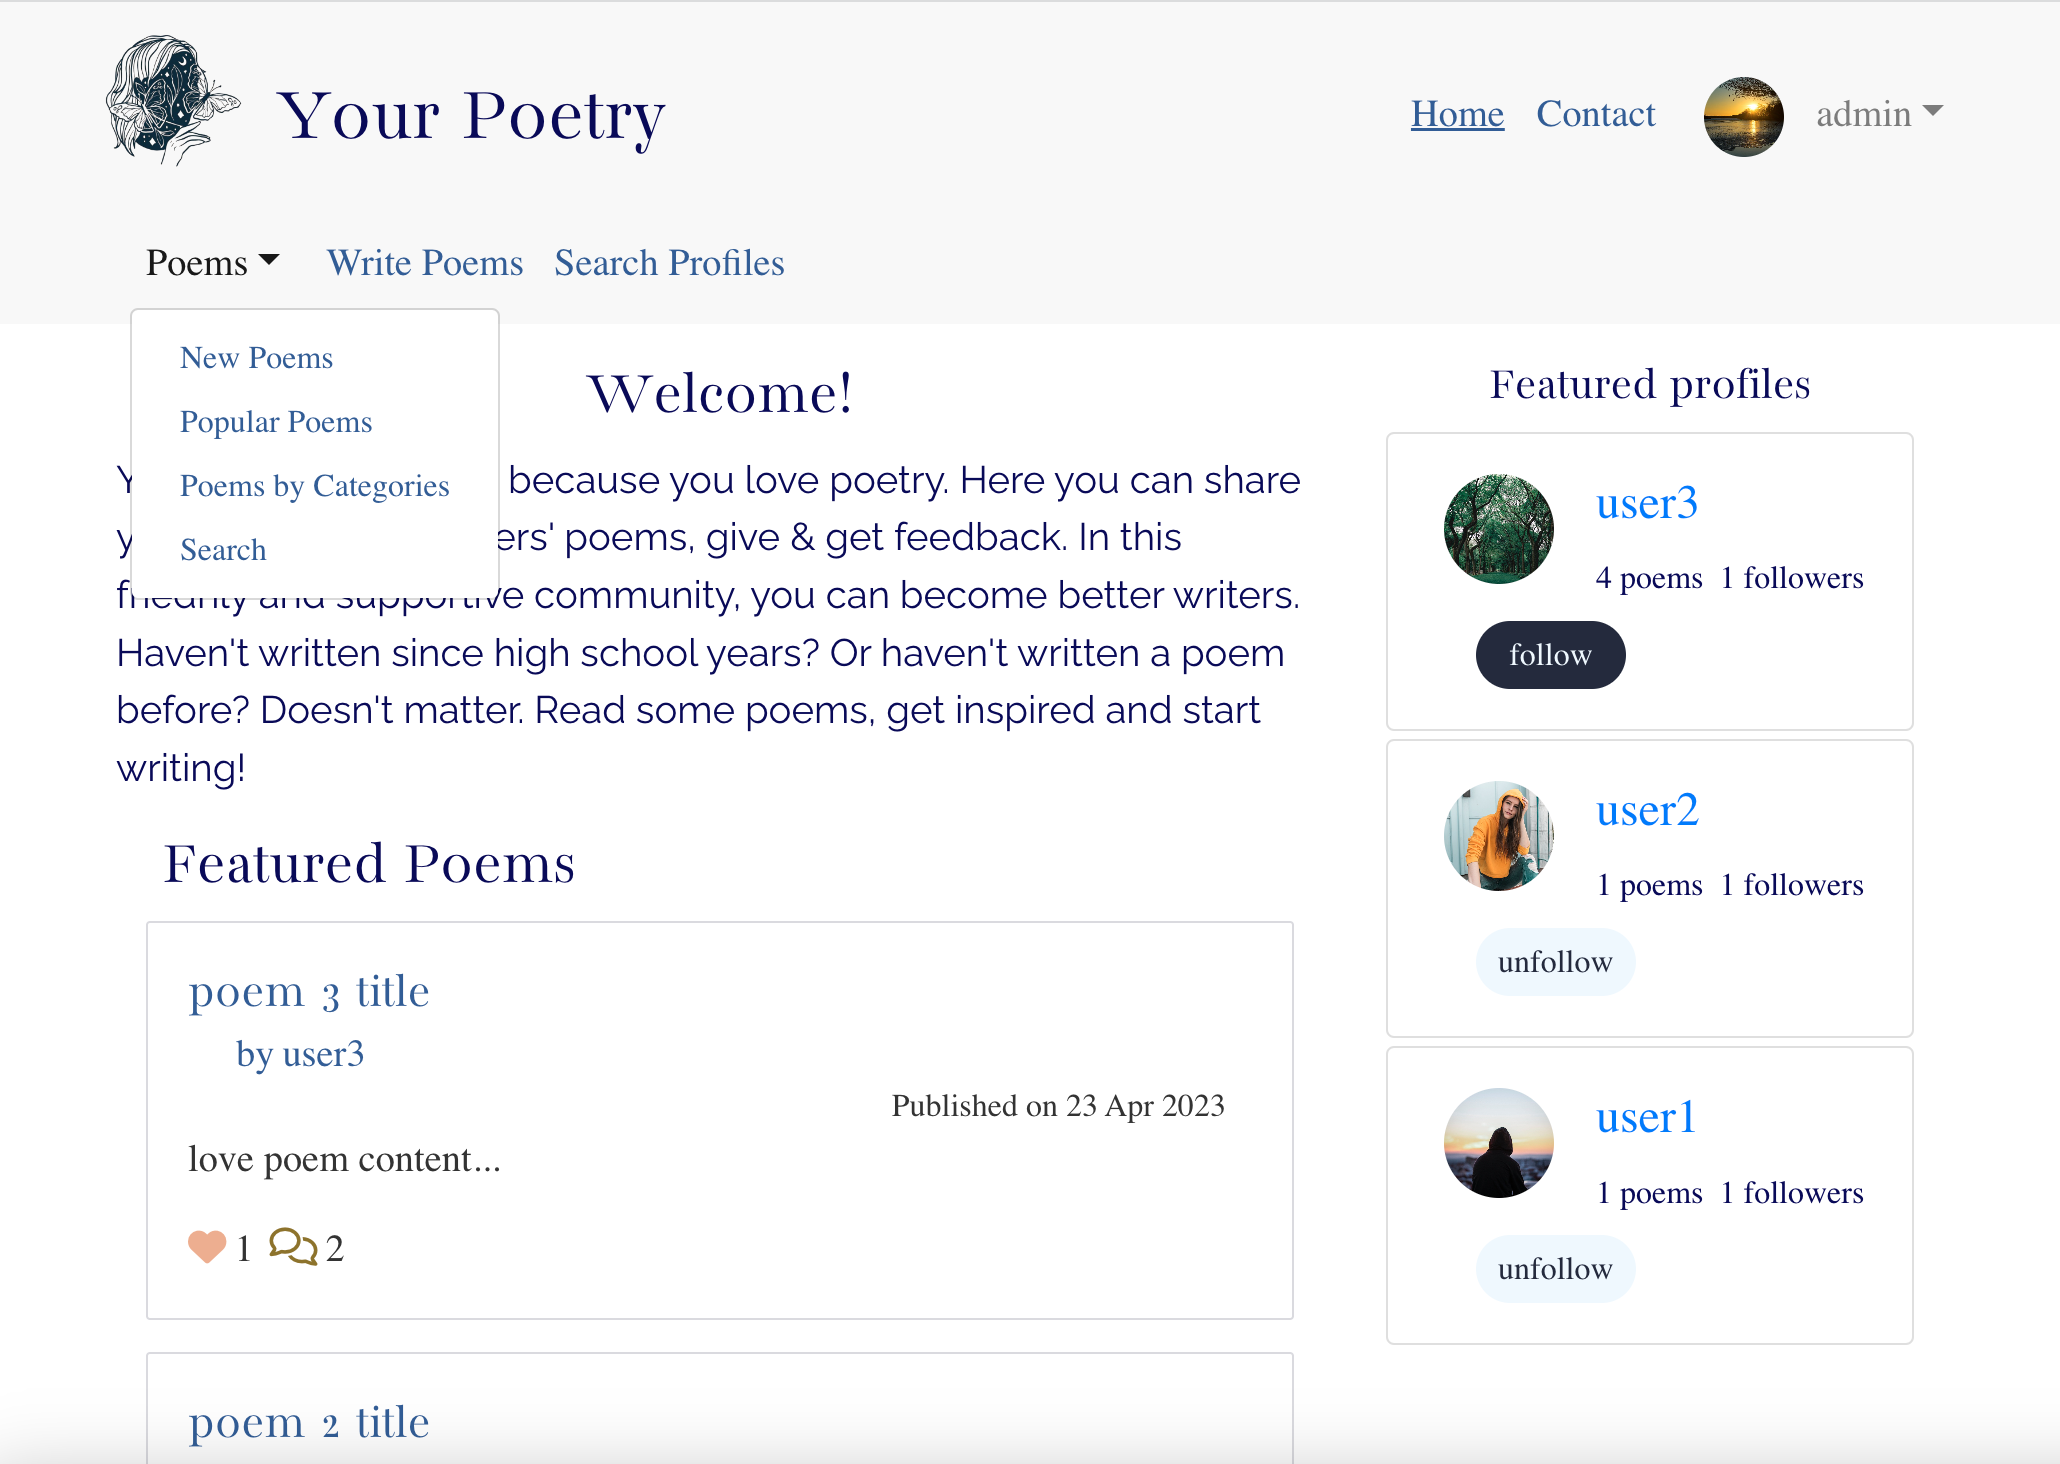 Your Poetry
Home Contact admin
Poems Write Poems Search Profiles
New Poems
Popular Poems
Poems by Categories
Search
Welcome!
because you love poetry. Here you can share
poems, give & get feedback. In this
community, you can become better writers.
Haven't written since high school years? Or haven't written a poem
before? Doesn't matter. Read some poems, get inspired and start
writing!
Featured Poems
poem 3 title
by user3
Published on 23 Apr 2023
love poem content...
1 2
poem 2 title
Featured profiles
user3
4 poems 1 followers
follow
user2
1 poems 1 followers
unfollow
user1
1 poems 1 followers
unfollow